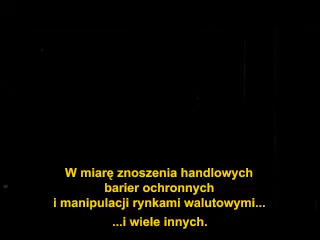 W miarę znoszenia handlowych
barier ochronnych
i manipulacji rynkami walutowymi...
...i wiele innych.